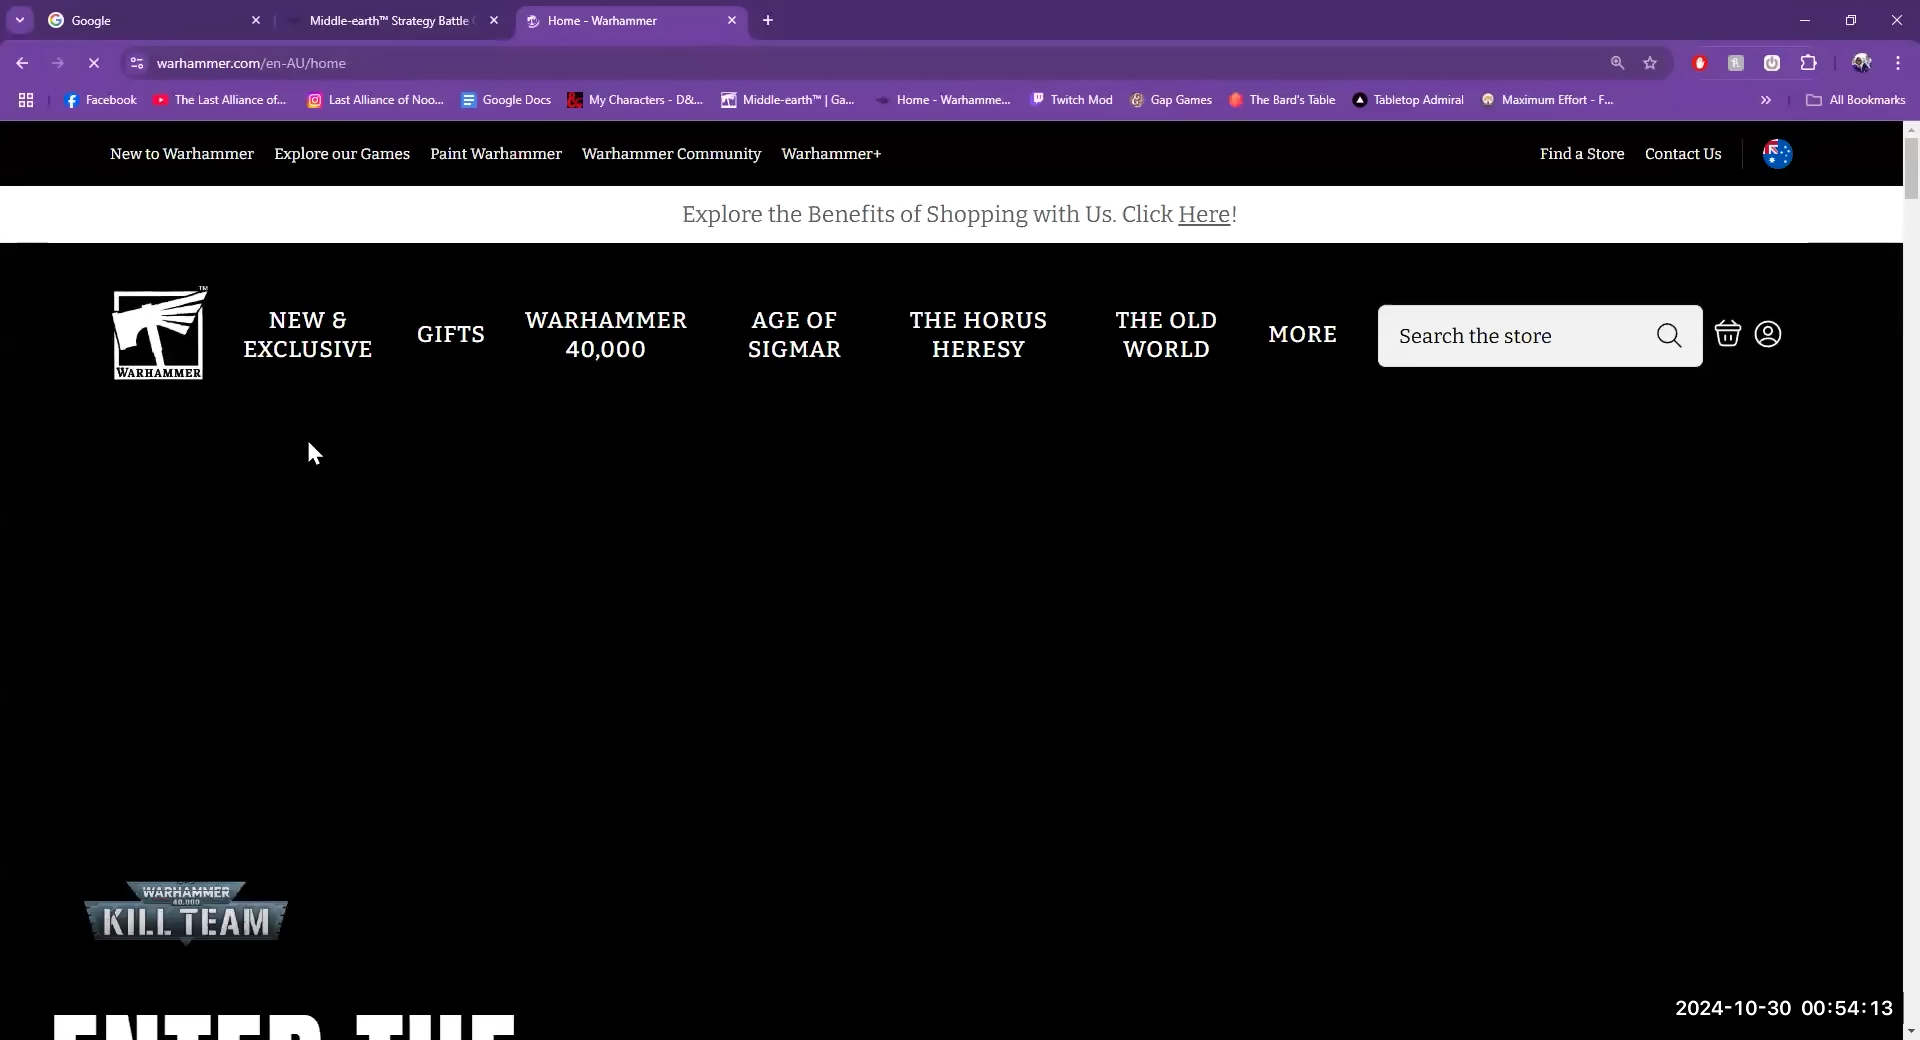 Google
Middle-earth™ Strategy Battle
Home - Warhammer
warhammer.com/en-AU/home
Facebook
The Last Alliance of...
Last Alliance of Noo...
Google Docs
My Characters - D&...
Middle-earth™ | Ga...
Home - Warhamme...
Twitch Mod
Gap Games
The Bard's Table
Tabletop Admiral
Maximum Effort - F...
All Bookmarks
New to Warhammer
Explore our Games
Paint Warhammer
Warhammer Community
Warhammer+
Find a Store
Contact Us
Explore the Benefits of Shopping with Us. Click Here!
WARHAMMER
TM
NEW &
EXCLUSIVE
GIFTS
WARHAMMER
40,000
AGE OF
SIGMAR
THE HORUS
HERESY
THE OLD
WORLD
MORE
Search the store
WARHAMMER
40,000
KILL TEAM
ENTER THE
2024-10-30 00:54:13